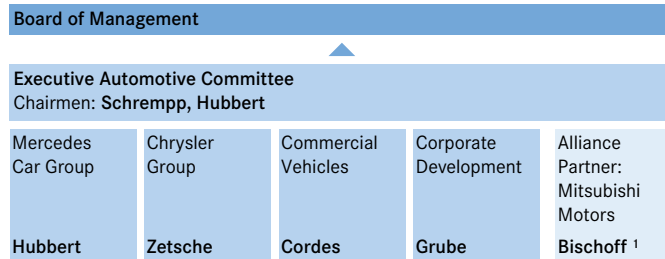 Board of Management
Executive Automotive Committee
Chairmen: Schrempp, Hubbert
Mercedes
Car Group
Hubbert
Chrysler
Group
Zetsche
Commercial
Vehicles
Cordes
Corporate
Development
Grube
Alliance
Partner:
Mitsubishi
Motors
Bischoff ¹